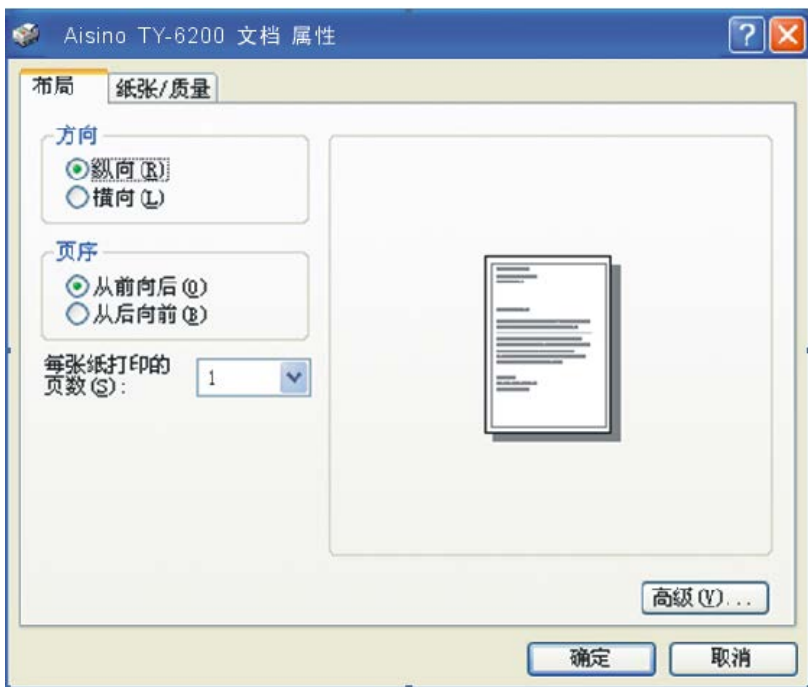 Aisino TY-6200 文档 属性
布局
纸张/质量
方向
纵向(R)
横向(L)
页序
从前向后(O)
从后向前(B)
每张纸打印的
页数(S):
1
高级(V)...
确定
取消